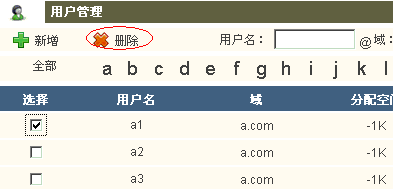 用户管理
新增 删除 用户名： @域：
全部 a b c d e f g h i j k l
选择 用户名 域 分配空
a1 a.com -1K
a2 a.com -1K
a3 a.com -1K